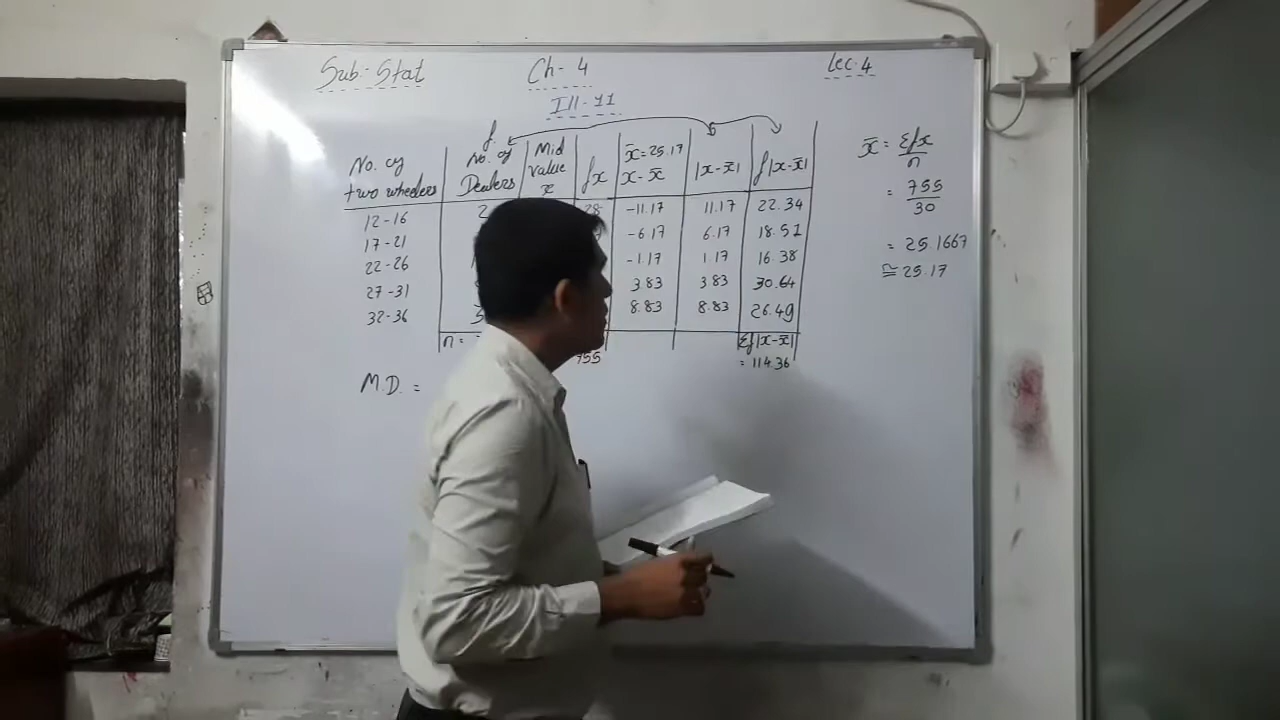 Sub:- Stat Ch- 4 Lec. 4
Ill - 11
f.
No. of two wheelers | No. of Dealers | Mid value x | fx | x̄ = 25.17 x - x̄ | |x - x̄| | f|x - x̄|
12-16 2 28 -11.17 11.17 22.34
17-21 -6.17 6.17 18.51
22-26 -1.17 1.17 16.38
27-31 3.83 3.83 30.64
32-36 3 8.83 8.83 26.49
n = 755 Σf|x - x̄|
= 114.36
M.D. =
x̄ = Σfx / n
= 755 / 30
= 25.1667
≅ 25.17